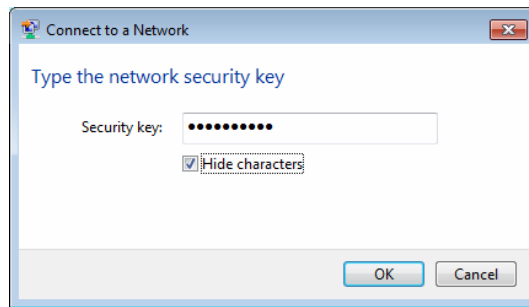 Connect to a Network
Type the network security key
Security key: ••••••••••
Hide characters
OK Cancel